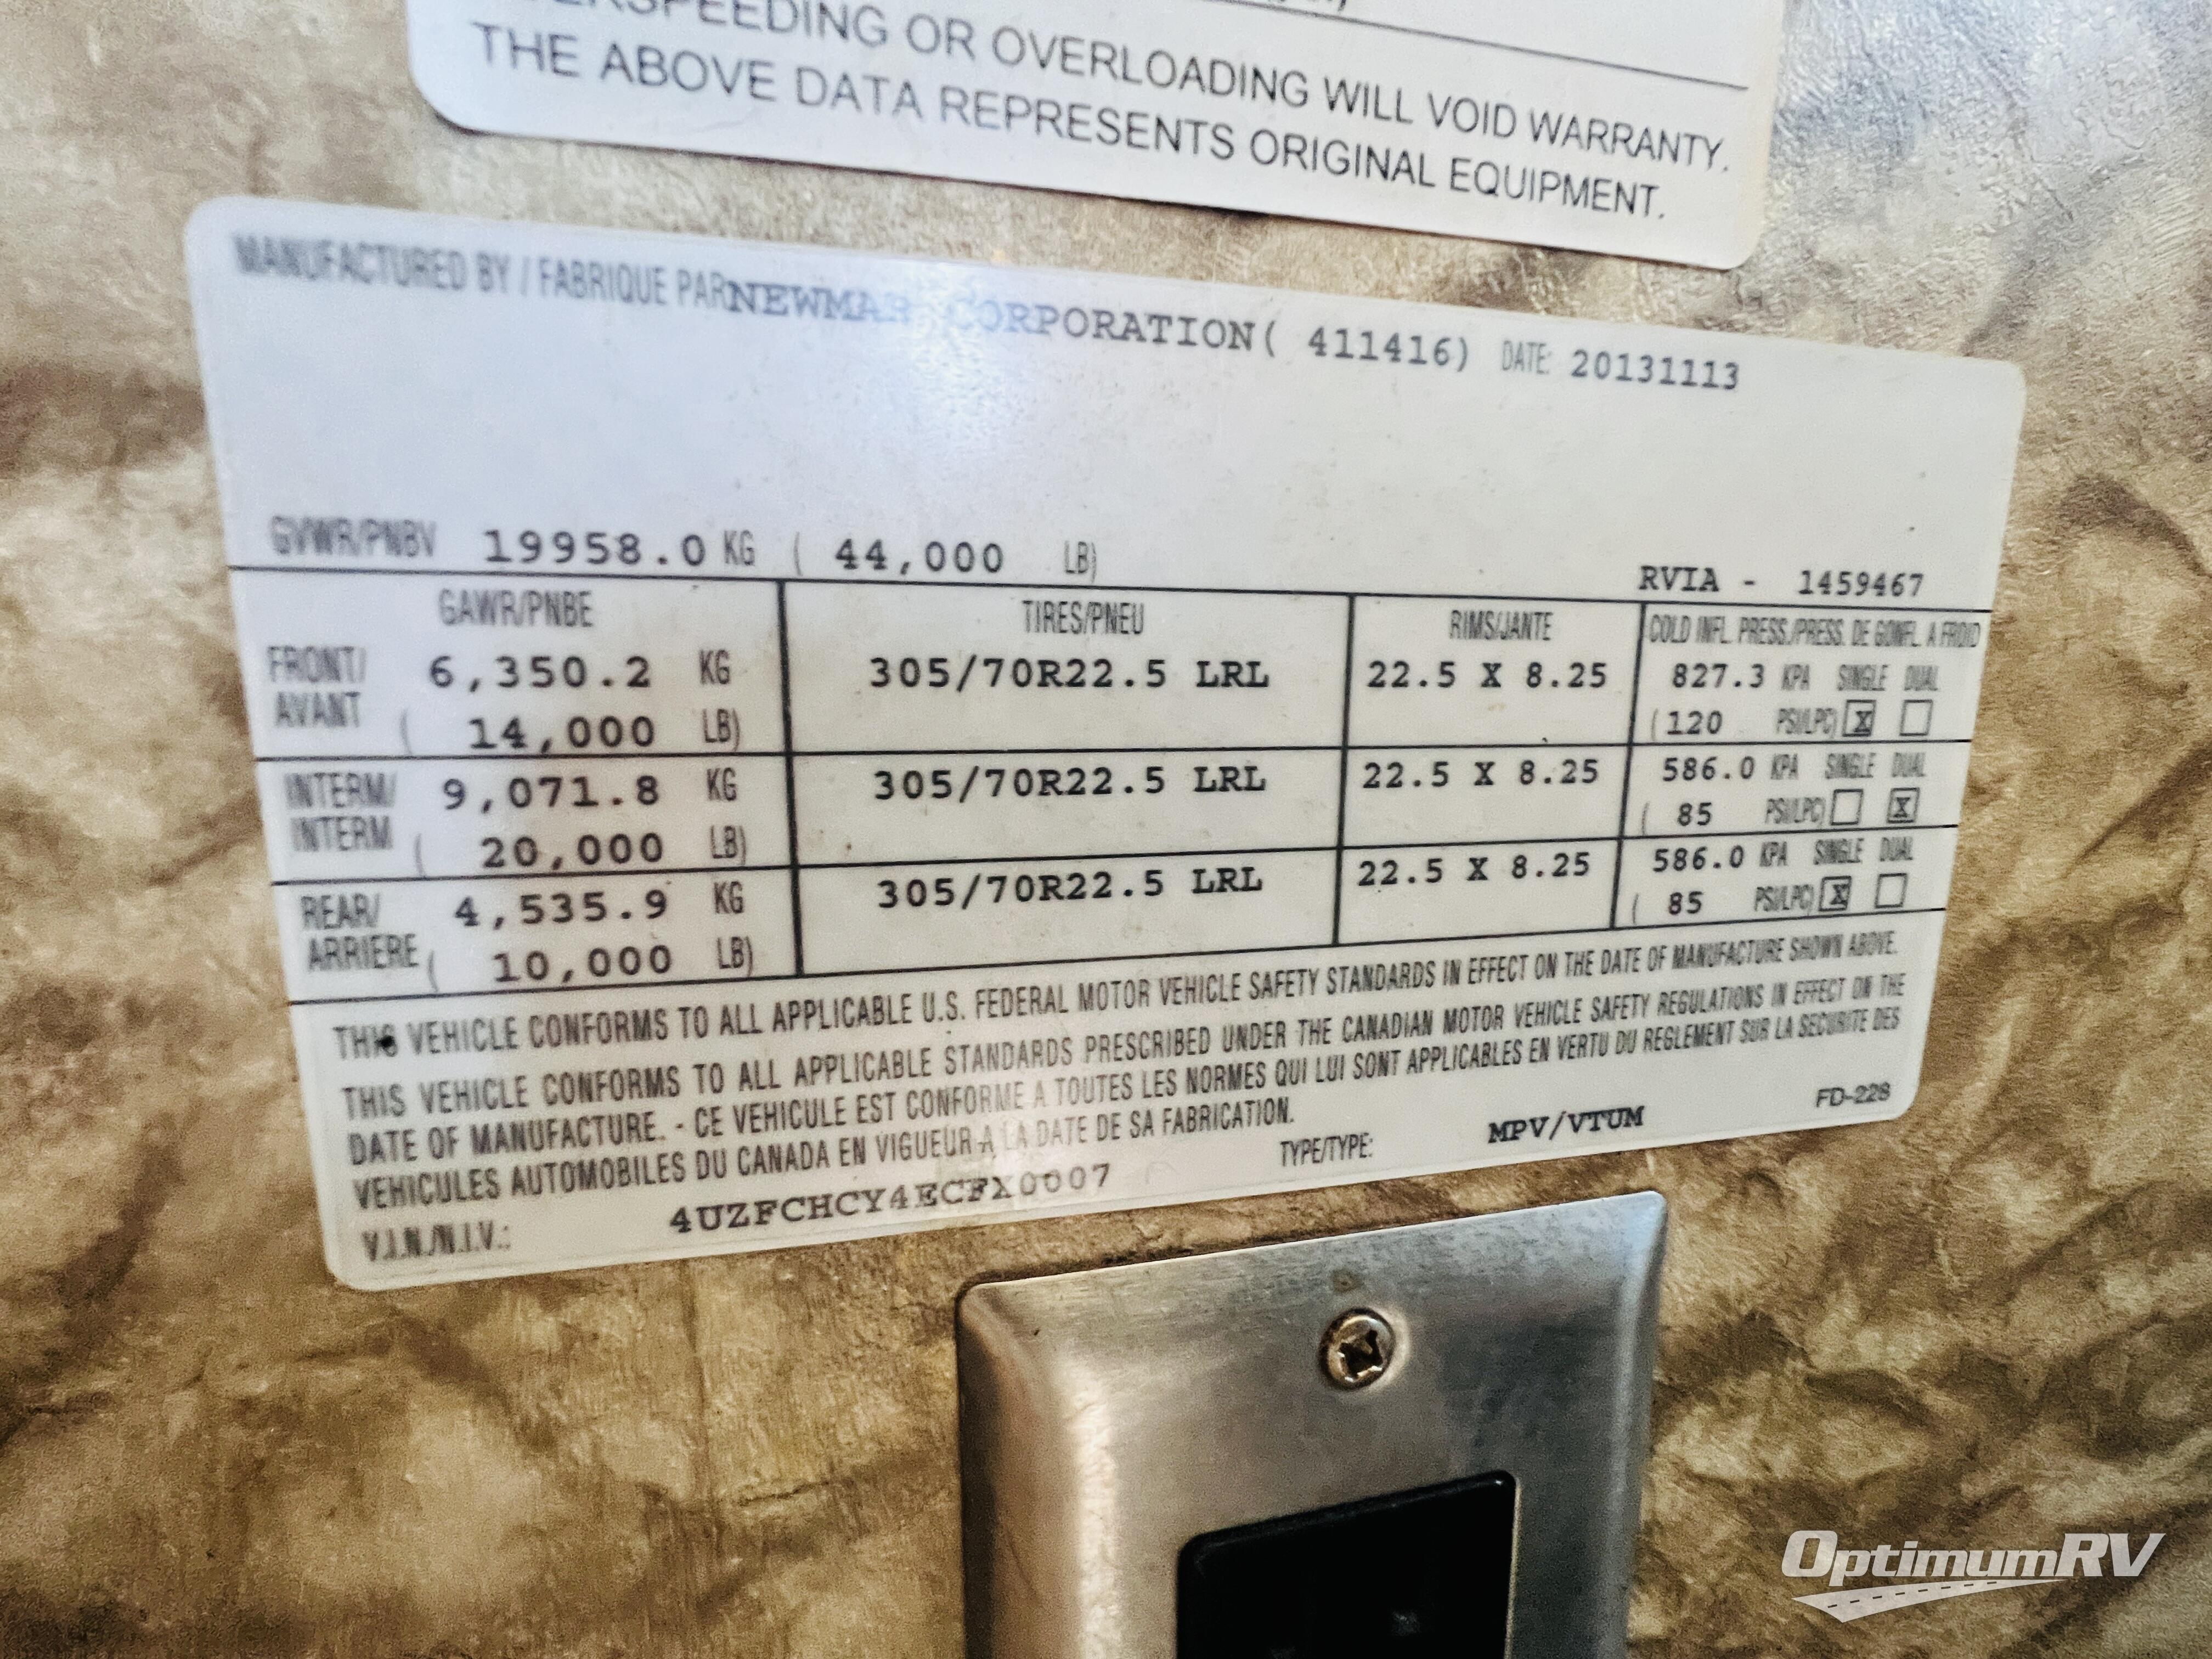 OVERSPEEDING OR OVERLOADING WILL VOID WARRANTY.
THE ABOVE DATA REPRESENTS ORIGINAL EQUIPMENT.
MANUFACTURED BY / FABRIQUE PAR NEWMAR CORPORATION( 411416) DATE: 20131113
GVWR/PNBV 19958.0 KG ( 44,000 LB)
RVIA - 1459467
GAWR/PNBE TIRES/PNEU RIMS/JANTE COLD INFL. PRESS./PRESS. DE GONFL. A FROID
FRONT/ 6,350.2 KG 305/70R22.5 LRL 22.5 X 8.25 827.3 KPA SINGLE DUAL
AVANT ( 14,000 LB) (120 PSI/LPC) X
INTERM/ 9,071.8 KG 305/70R22.5 LRL 22.5 X 8.25 586.0 KPA SINGLE DUAL
INTERM ( 20,000 LB) ( 85 PSI/LPC) X
REAR/ 4,535.9 KG 305/70R22.5 LRL 22.5 X 8.25 586.0 KPA SINGLE DUAL
ARRIERE ( 10,000 LB) ( 85 PSI/LPC) X
THIS VEHICLE CONFORMS TO ALL APPLICABLE U.S. FEDERAL MOTOR VEHICLE SAFETY STANDARDS IN EFFECT ON THE DATE OF MANUFACTURE SHOWN ABOVE.
THIS VEHICLE CONFORMS TO ALL APPLICABLE STANDARDS PRESCRIBED UNDER THE CANADIAN MOTOR VEHICLE SAFETY REGULATIONS IN EFFECT ON THE
DATE OF MANUFACTURE. - CE VEHICULE EST CONFORME A TOUTES LES NORMES QUI LUI SONT APPLICABLES EN VERTU DU REGLEMENT SUR LA SECURITE DES
VEHICULES AUTOMOBILES DU CANADA EN VIGUEUR A LA DATE DE SA FABRICATION.
V.I.N./N.I.V.: 4UZFCHCY4ECFX0007 TYPE/TYPE: MPV/VTUM FD-228
OptimumRV